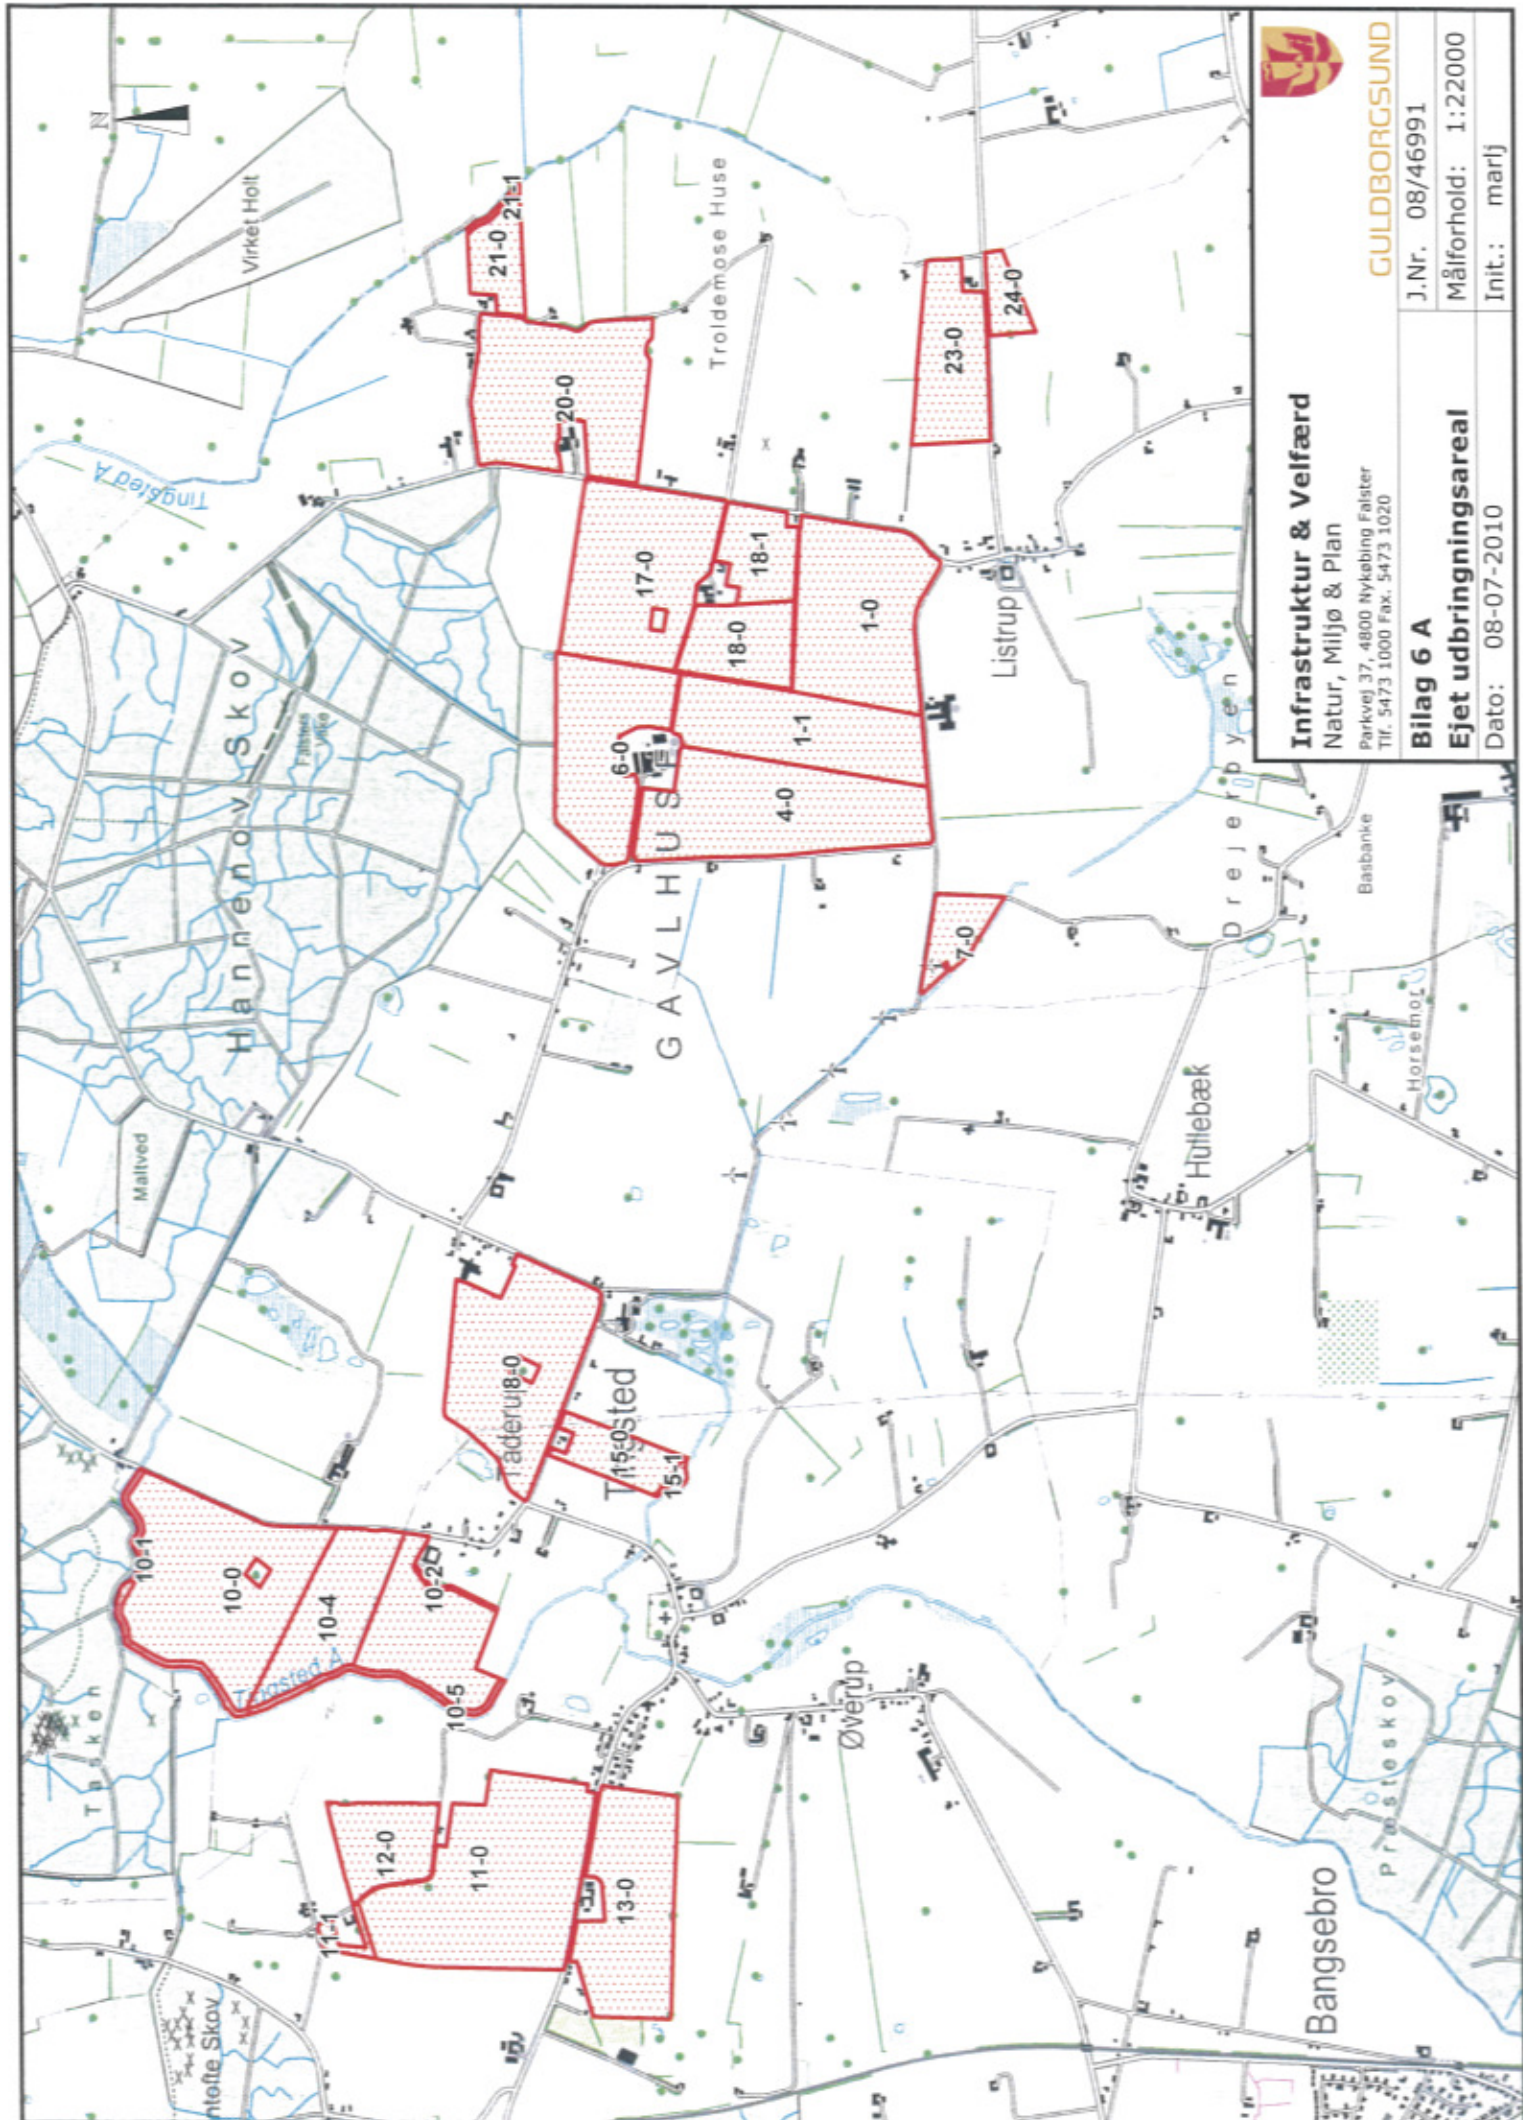 N
Virket Holt
Tingsted Å
Hannenov Skov
Maltved
Tasken
ntofte Skov
21-0
21-1
20-0
Troldemose Huse
17-0
18-1
18-0
1-0
1-1
6-0
4-0
GAVLHUSE
23-0
24-0
Listrup
7-0
Drejerbyen
Basbanke
Horsemor
Hullebæk
8-0
Taderup
Tingsted
15-0
15-1
10-1
10-0
10-4
10-2
10-5
Tingsted Å
Øverup
12-0
11-0
11-1
13-0
Præsteskov
Bangsebro
Infrastruktur & Velfærd
Natur, Miljø & Plan
Parkvej 37, 4800 Nykøbing Falster
Tlf. 5473 1000 Fax. 5473 1020
GULDBORGSUND
Bilag 6 A
Ejet udbringningsareal
Dato: 08-07-2010
J.Nr. 08/46991
Målforhold: 1:22000
Init.: marlj